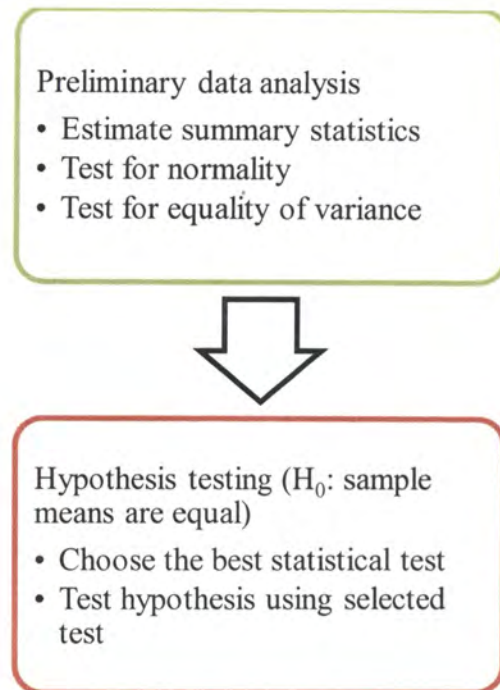 Preliminary data analysis
• Estimate summary statistics
• Test for normality
• Test for equality of variance
Hypothesis testing (H₀: sample
means are equal)
• Choose the best statistical test
• Test hypothesis using selected
test